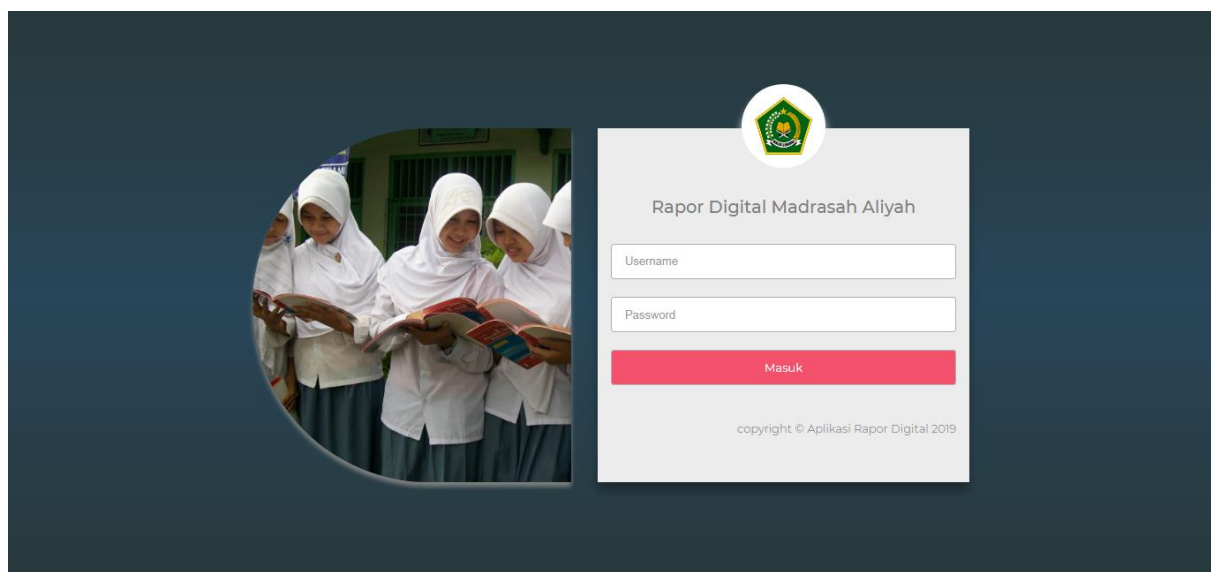 Rapor Digital Madrasah Aliyah
Username
Password
Masuk
copyright © Aplikasi Rapor Digital 2019